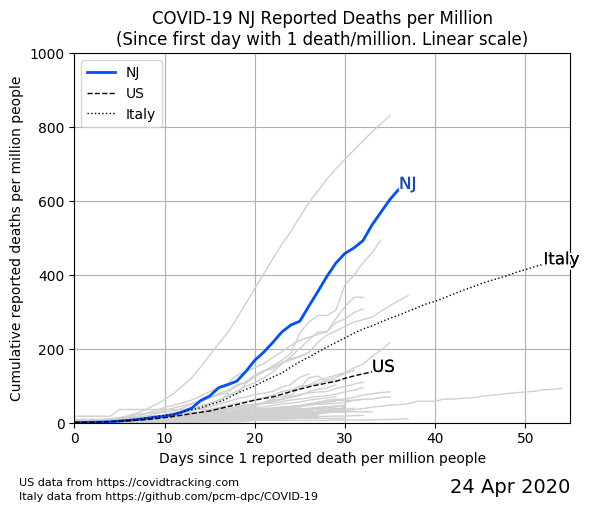 COVID-19 NJ Reported Deaths per Million
(Since first day with 1 death/million. Linear scale)
Cumulative reported deaths per million people
1000
800
600
400
200
0
NJ
US
Italy
NJ
Italy
US
0 10 20 30 40 50
Days since 1 reported death per million people
US data from https://covidtracking.com
Italy data from https://github.com/pcm-dpc/COVID-19
24 Apr 2020